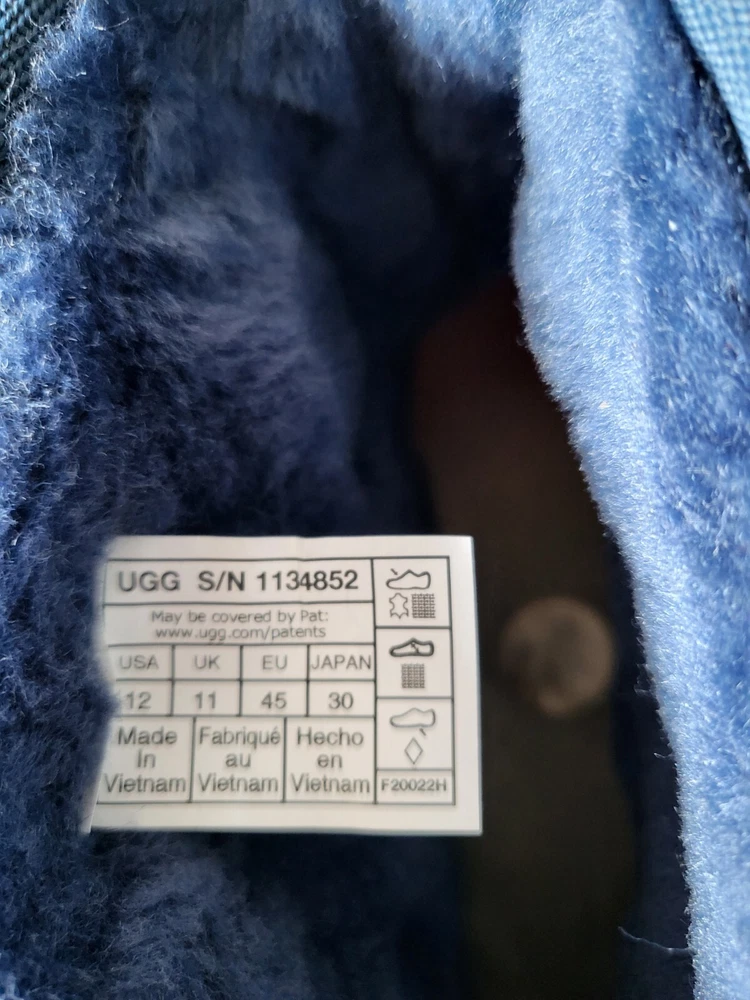 UGG S/N 1134852
May be covered by Pat:
www.ugg.com/patents
USA UK EU JAPAN
12 11 45 30
Made in Vietnam
Fabriqué au Vietnam
Hecho en Vietnam
F20022H